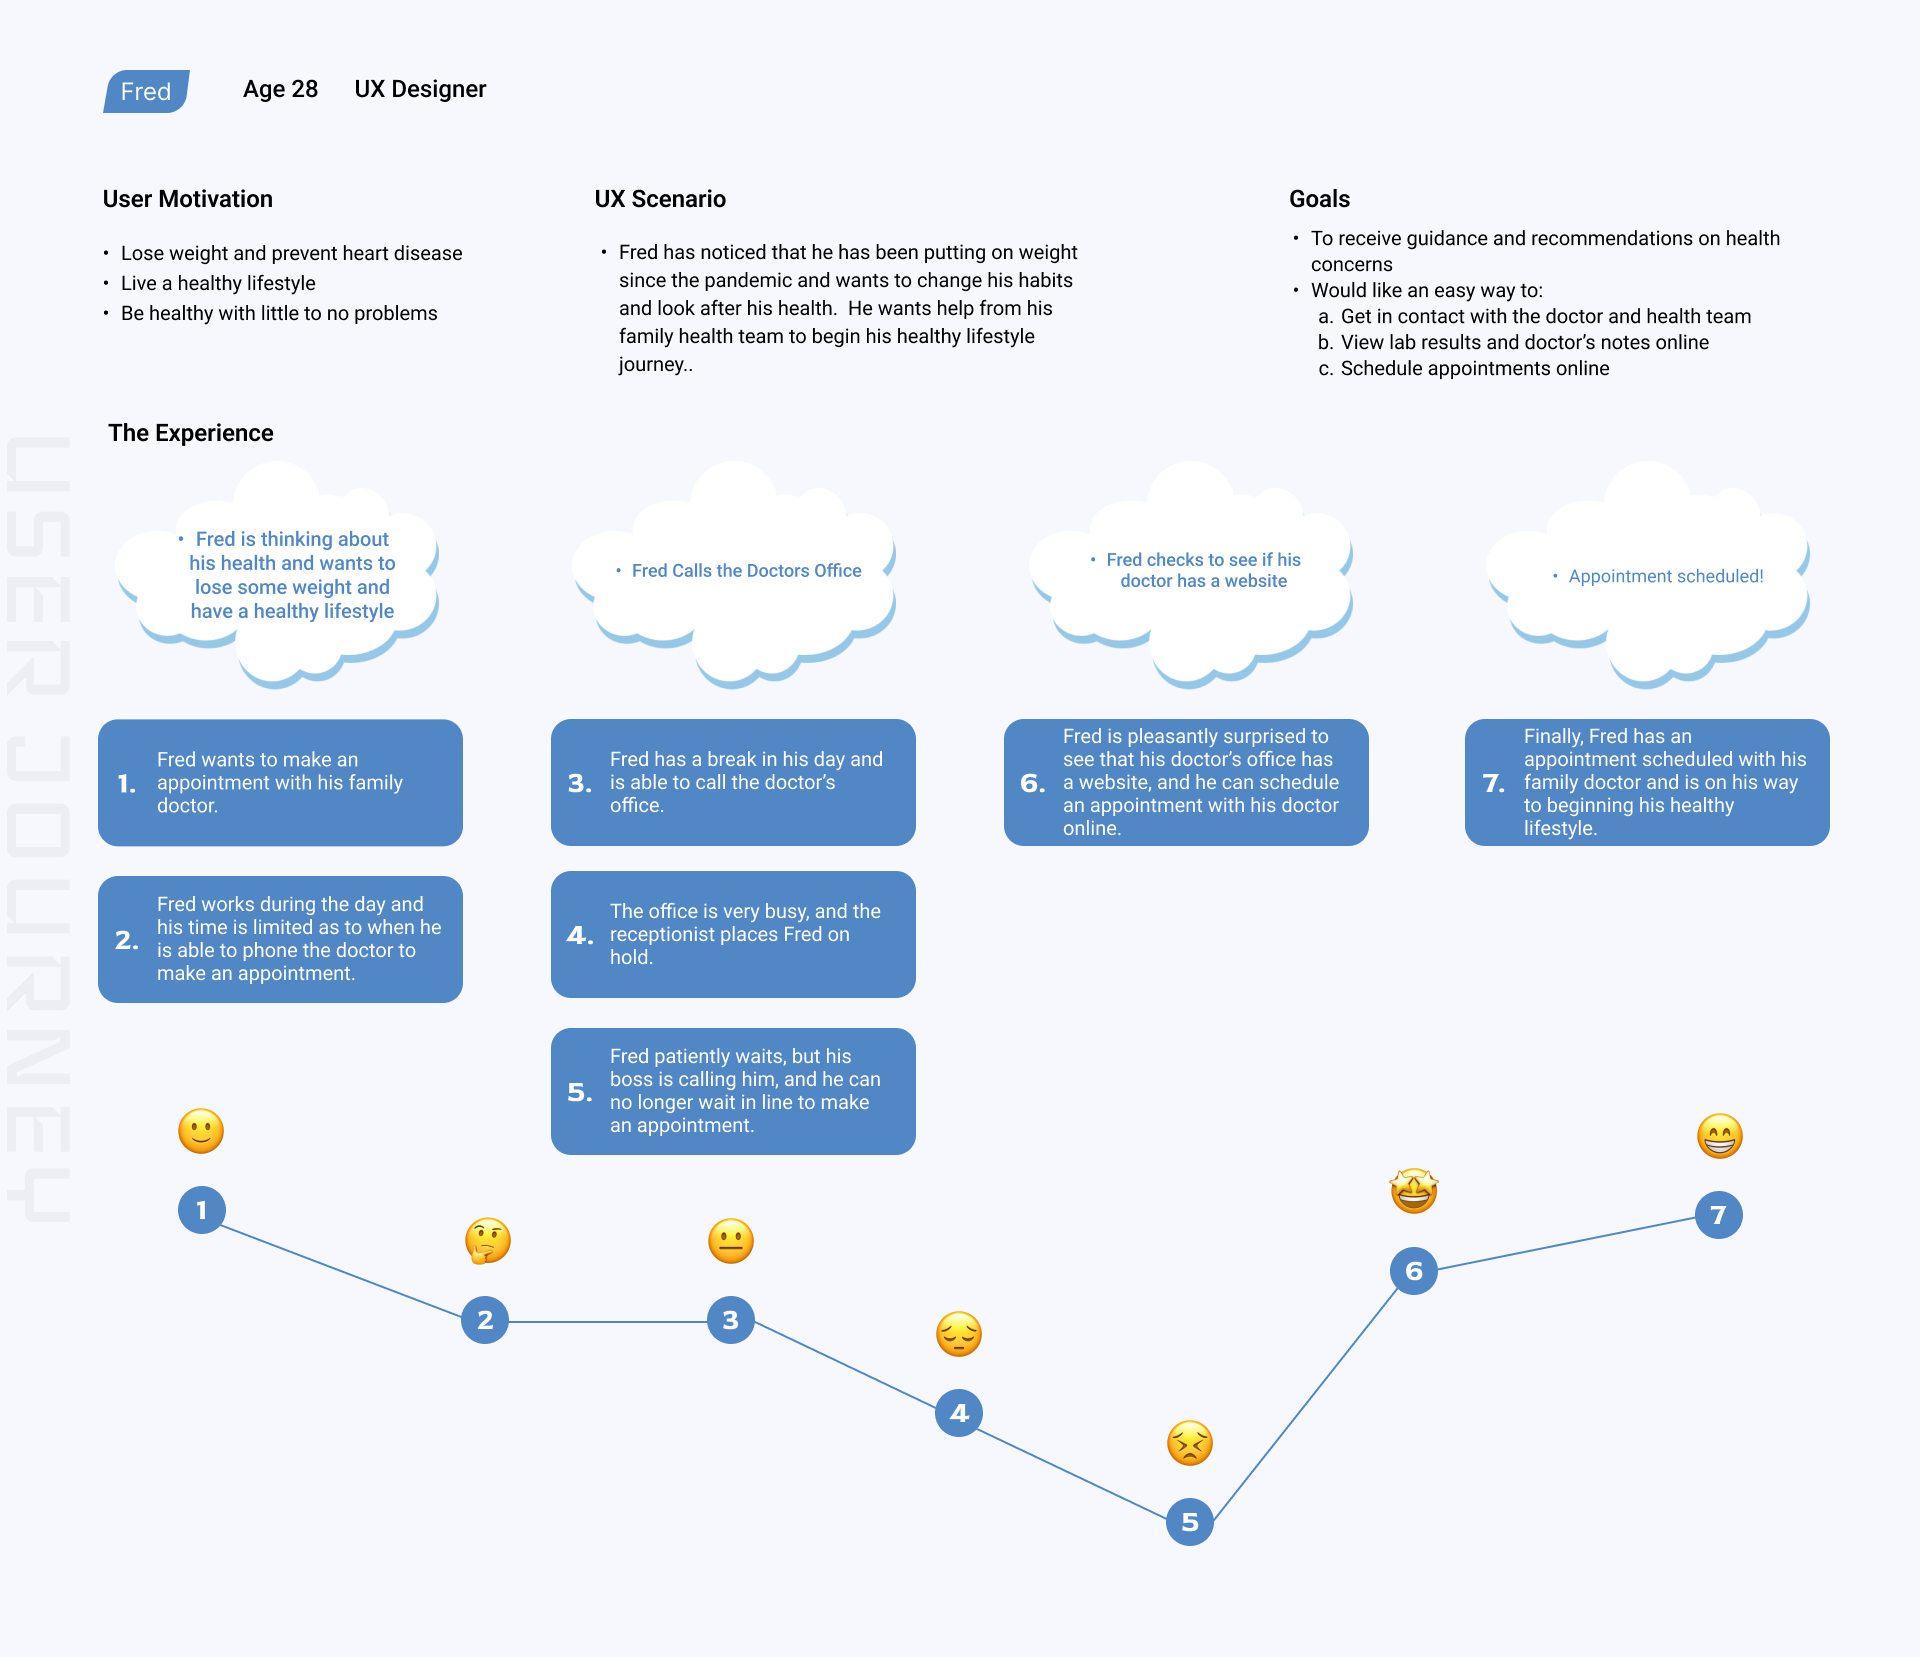 Fred
Age 28
UX Designer
User Motivation
• Lose weight and prevent heart disease
• Live a healthy lifestyle
• Be healthy with little to no problems
UX Scenario
• Fred has noticed that he has been putting on weight
since the pandemic and wants to change his habits
and look after his health.  He wants help from his
family health team to begin his healthy lifestyle
journey..
Goals
• To receive guidance and recommendations on health
concerns
• Would like an easy way to:
a. Get in contact with the doctor and health team
b. View lab results and doctor's notes online
c. Schedule appointments online
USER JOURNEY
The Experience
• Fred is thinking about
his health and wants to
lose some weight and
have a healthy lifestyle
• Fred Calls the Doctors Office
• Fred checks to see if his
doctor has a website
• Appointment scheduled!
1.
Fred wants to make an
appointment with his family
doctor.
2.
Fred works during the day and
his time is limited as to when he
is able to phone the doctor to
make an appointment.
3.
Fred has a break in his day and
is able to call the doctor's
office.
4.
The office is very busy, and the
receptionist places Fred on
hold.
5.
Fred patiently waits, but his
boss is calling him, and he can
no longer wait in line to make
an appointment.
6.
Fred is pleasantly surprised to
see that his doctor's office has
a website, and he can schedule
an appointment with his doctor
online.
7.
Finally, Fred has an
appointment scheduled with his
family doctor and is on his way
to beginning his healthy
lifestyle.
1
2
3
4
5
6
7